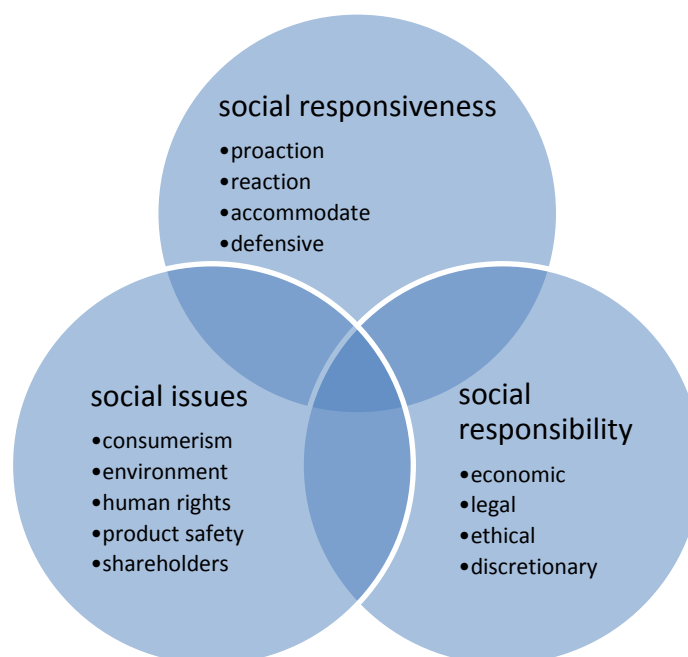 social responsiveness
•proaction
•reaction
•accommodate
•defensive
social issues
•consumerism
•environment
•human rights
•product safety
•shareholders
social
responsibility
•economic
•legal
•ethical
•discretionary